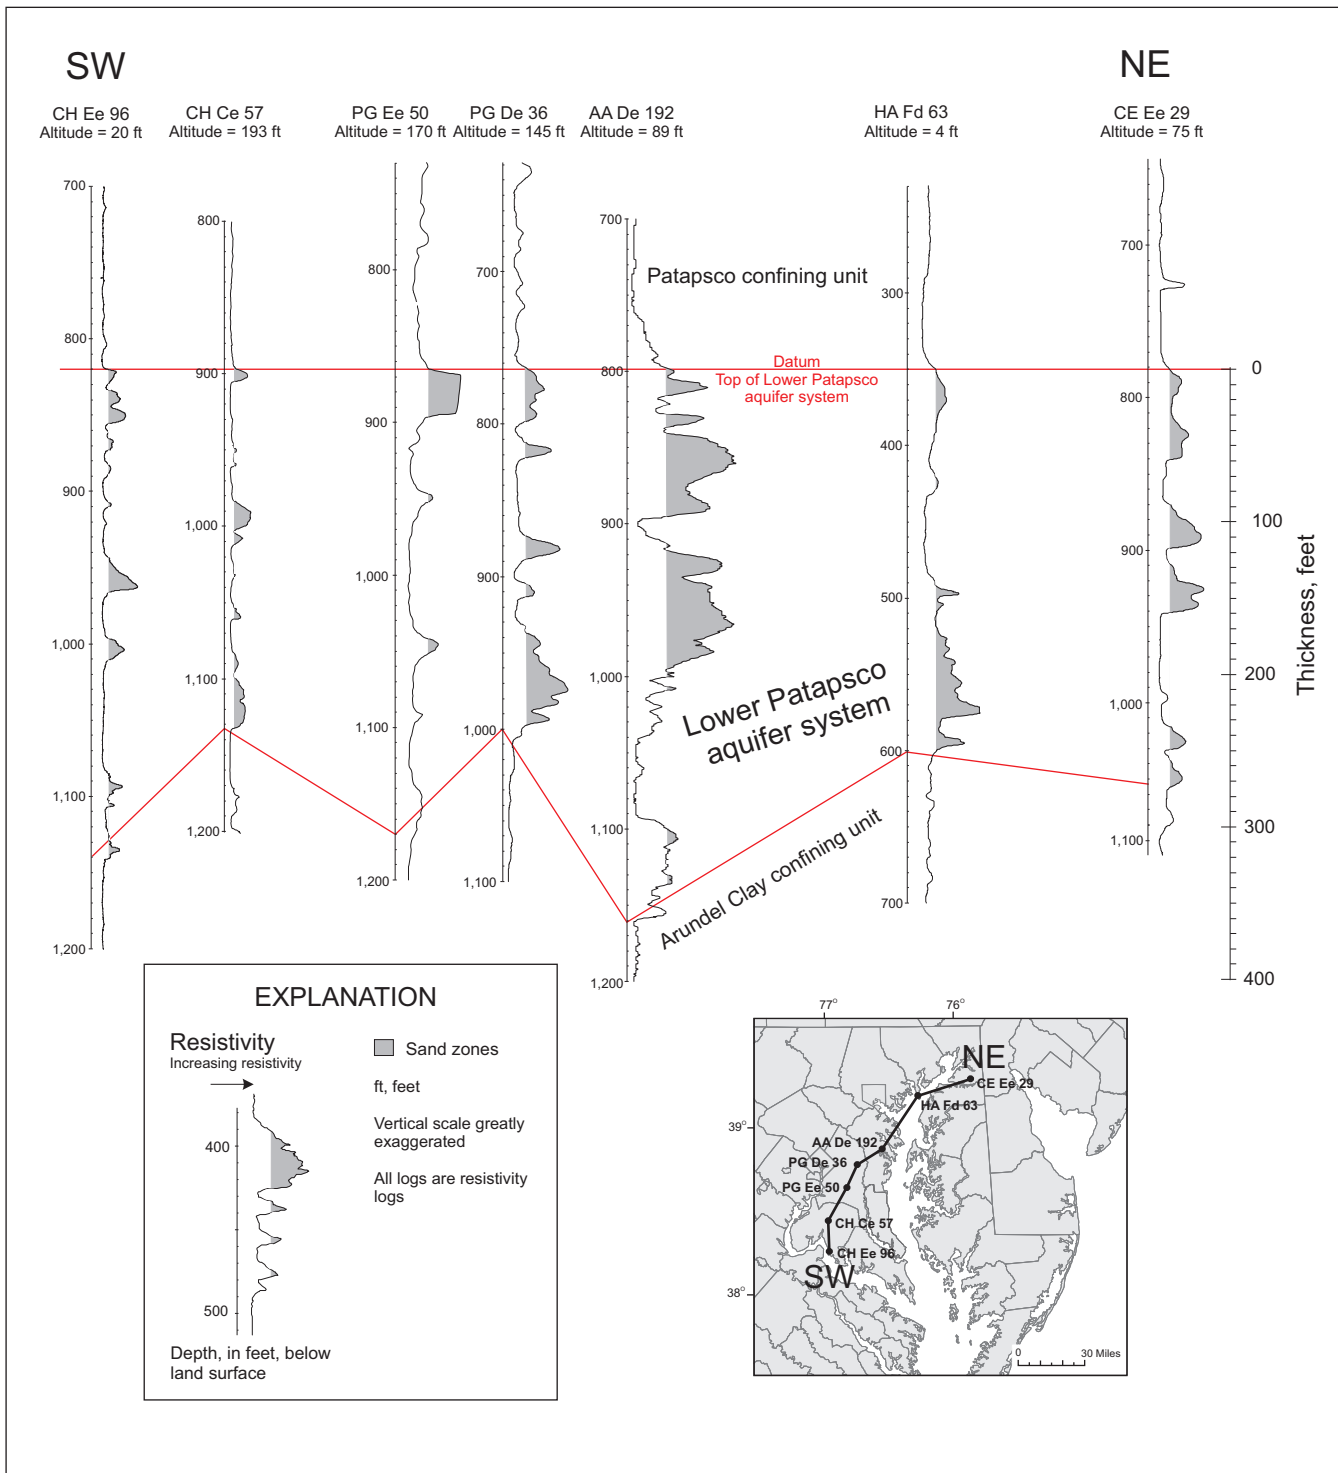 SW
NE
CH Ee 96
Altitude = 20 ft
CH Ce 57
Altitude = 193 ft
PG Ee 50
Altitude = 170 ft
PG De 36
Altitude = 145 ft
AA De 192
Altitude = 89 ft
HA Fd 63
Altitude = 4 ft
CE Ee 29
Altitude = 75 ft
700
800
900
1,000
1,100
1,200
800
900
1,000
1,100
1,200
800
900
1,000
1,100
1,200
700
800
900
1,000
1,100
700
800
900
1,000
1,100
1,200
300
400
500
600
700
700
800
900
1,000
1,100
0
100
200
300
400
Thickness, feet
Patapsco confining unit
Datum
Top of Lower Patapsco
aquifer system
Lower Patapsco
aquifer system
Arundel Clay confining unit
EXPLANATION
Resistivity
Increasing resistivity
400
500
Depth, in feet, below
land surface
Sand zones
ft, feet
Vertical scale greatly
exaggerated
All logs are resistivity
logs
77°
76°
39°
38°
NE
CE Ee 29
HA Fd 63
AA De 192
PG De 36
PG Ee 50
CH Ce 57
CH Ee 96
SW
0
30 Miles